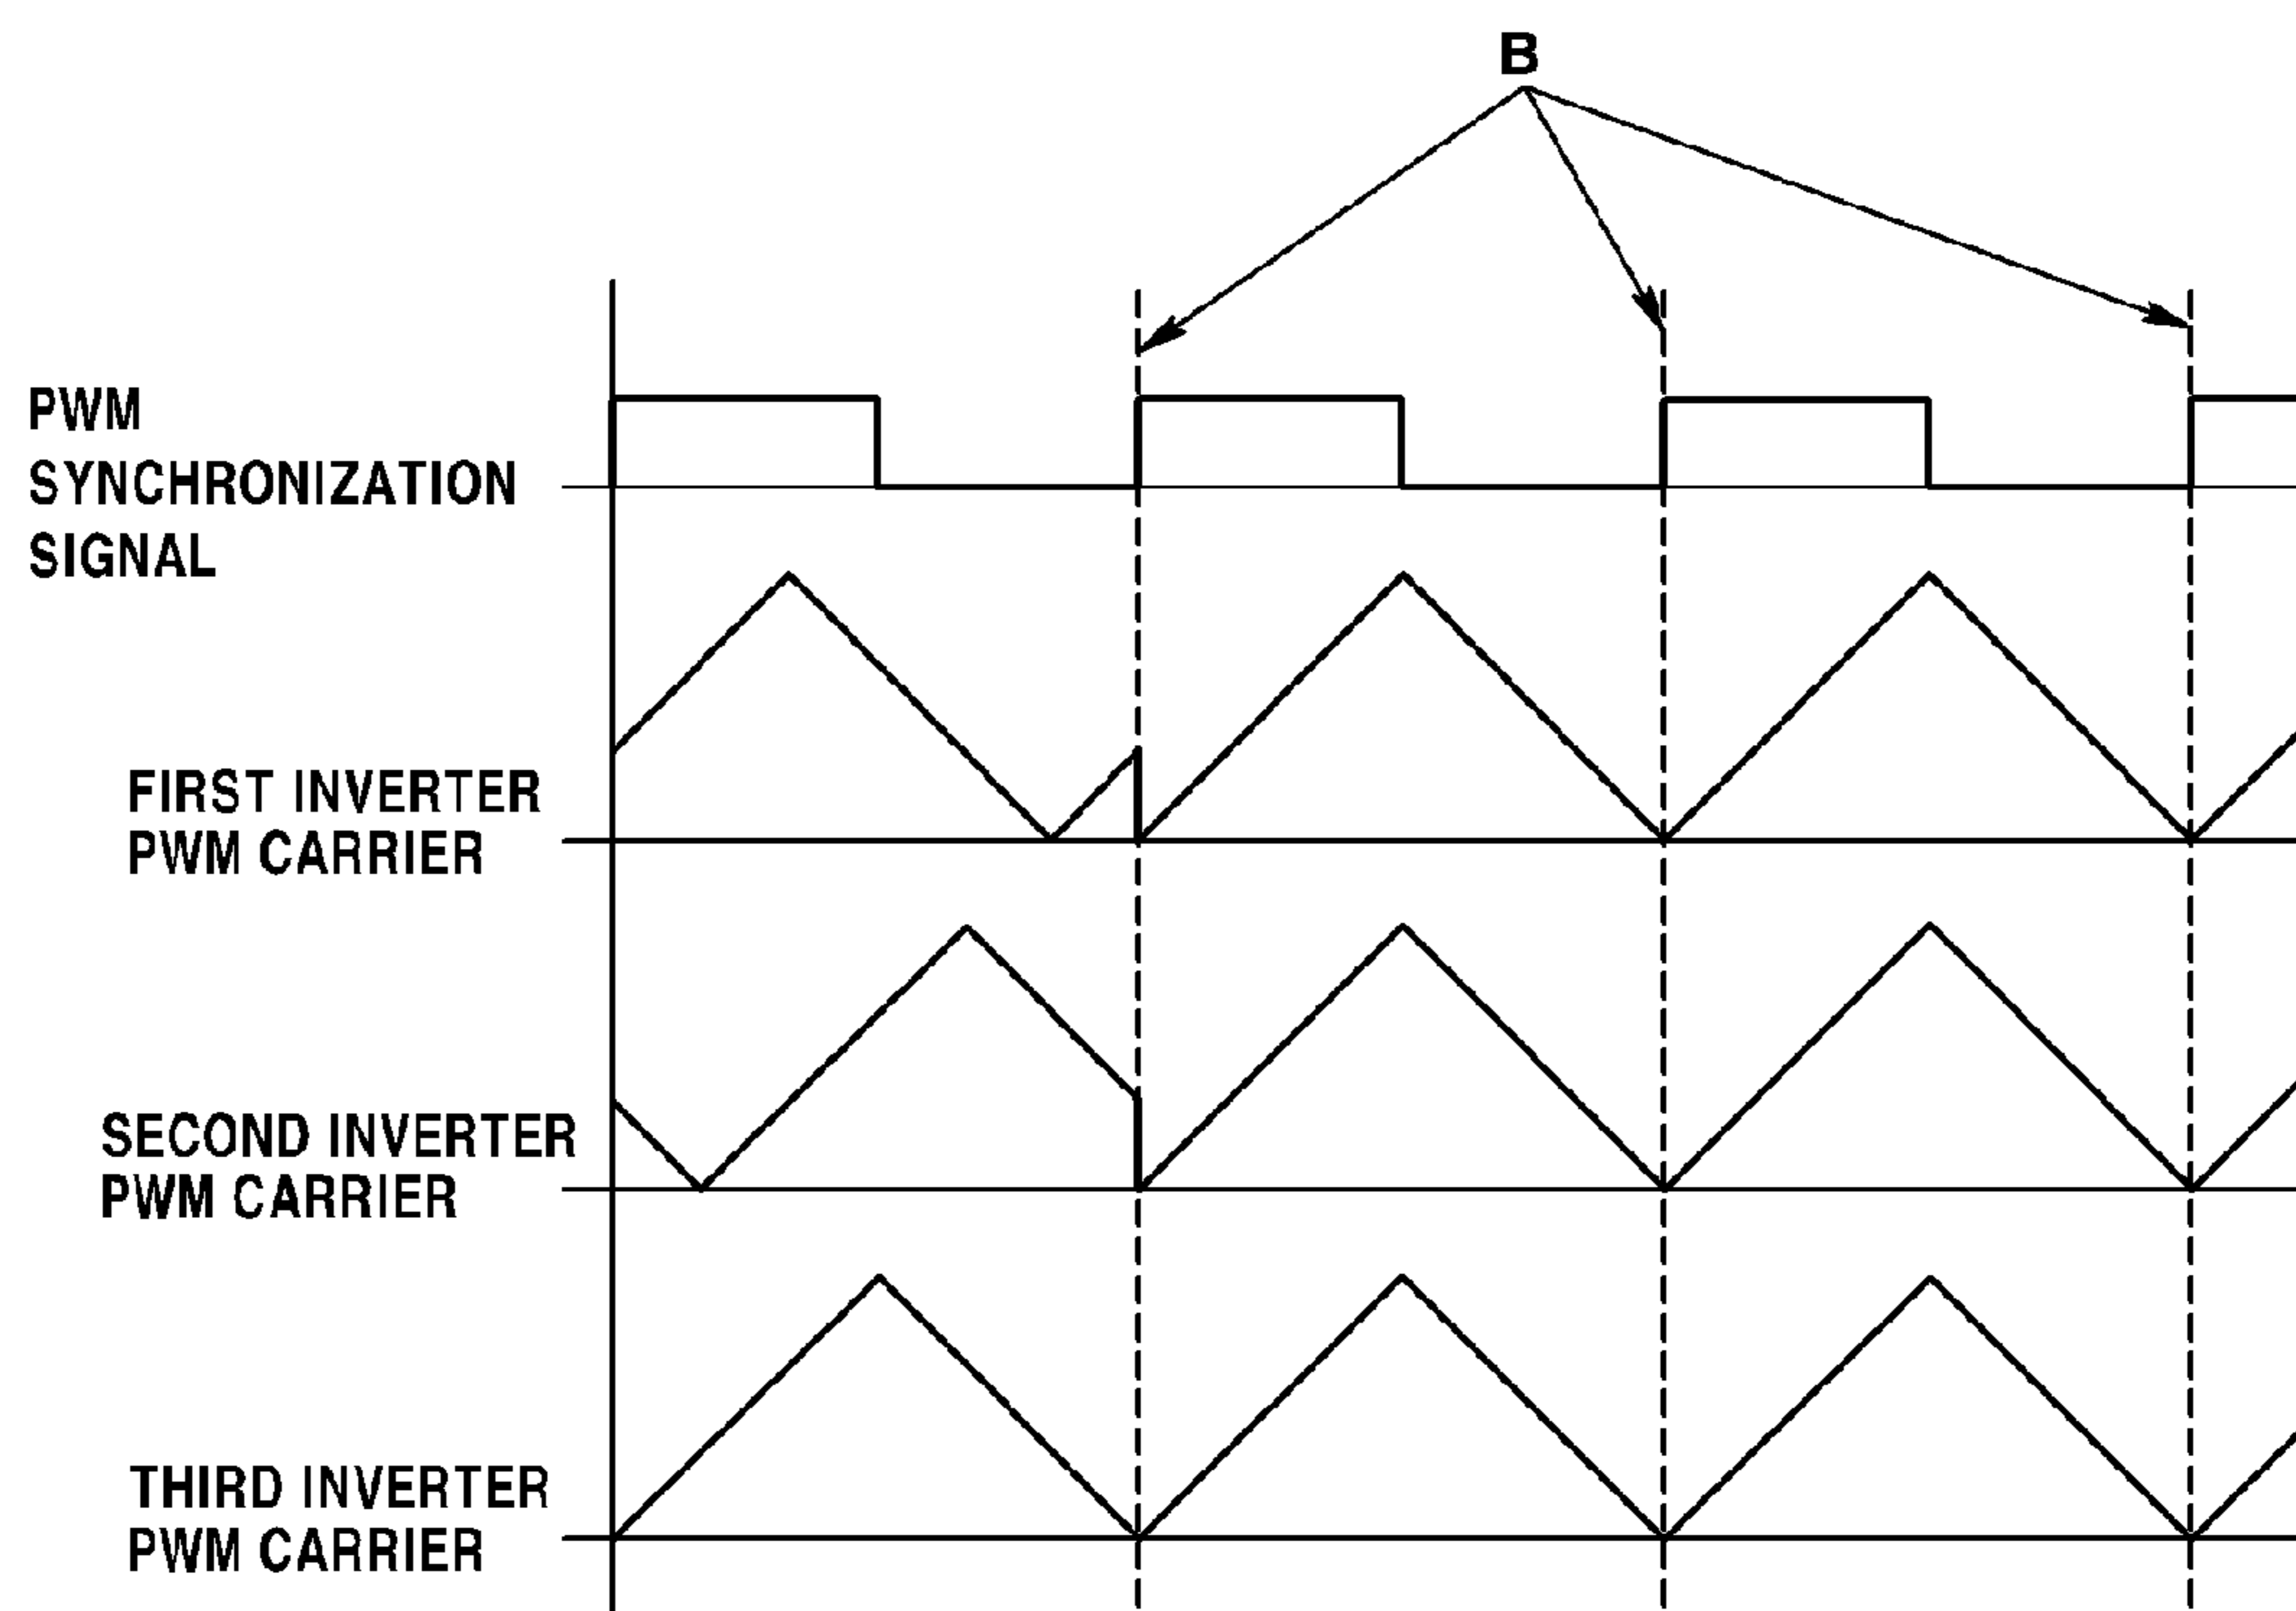 B
PWM
SYNCHRONIZATION
SIGNAL
FIRST INVERTER
PWM CARRIER
SECOND INVERTER
PWM CARRIER
THIRD INVERTER
PWM CARRIER